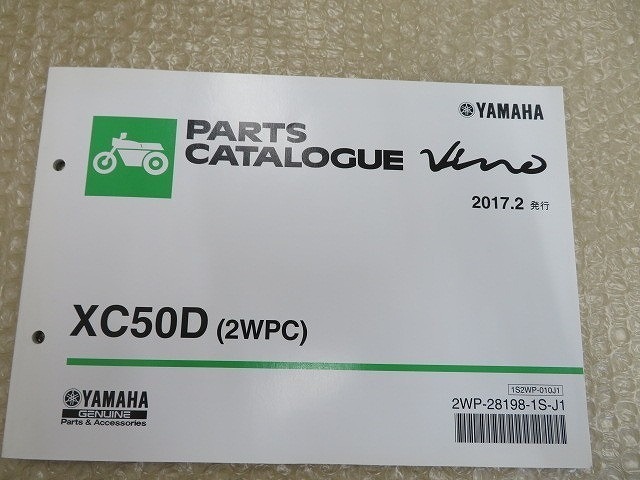 YAMAHA
PARTS
CATALOGUE Vino
2017.2 発行
XC50D (2WPC)
YAMAHA
GENUINE
Parts & Accessories
1S2WP-010J1
2WP-28198-1S-J1